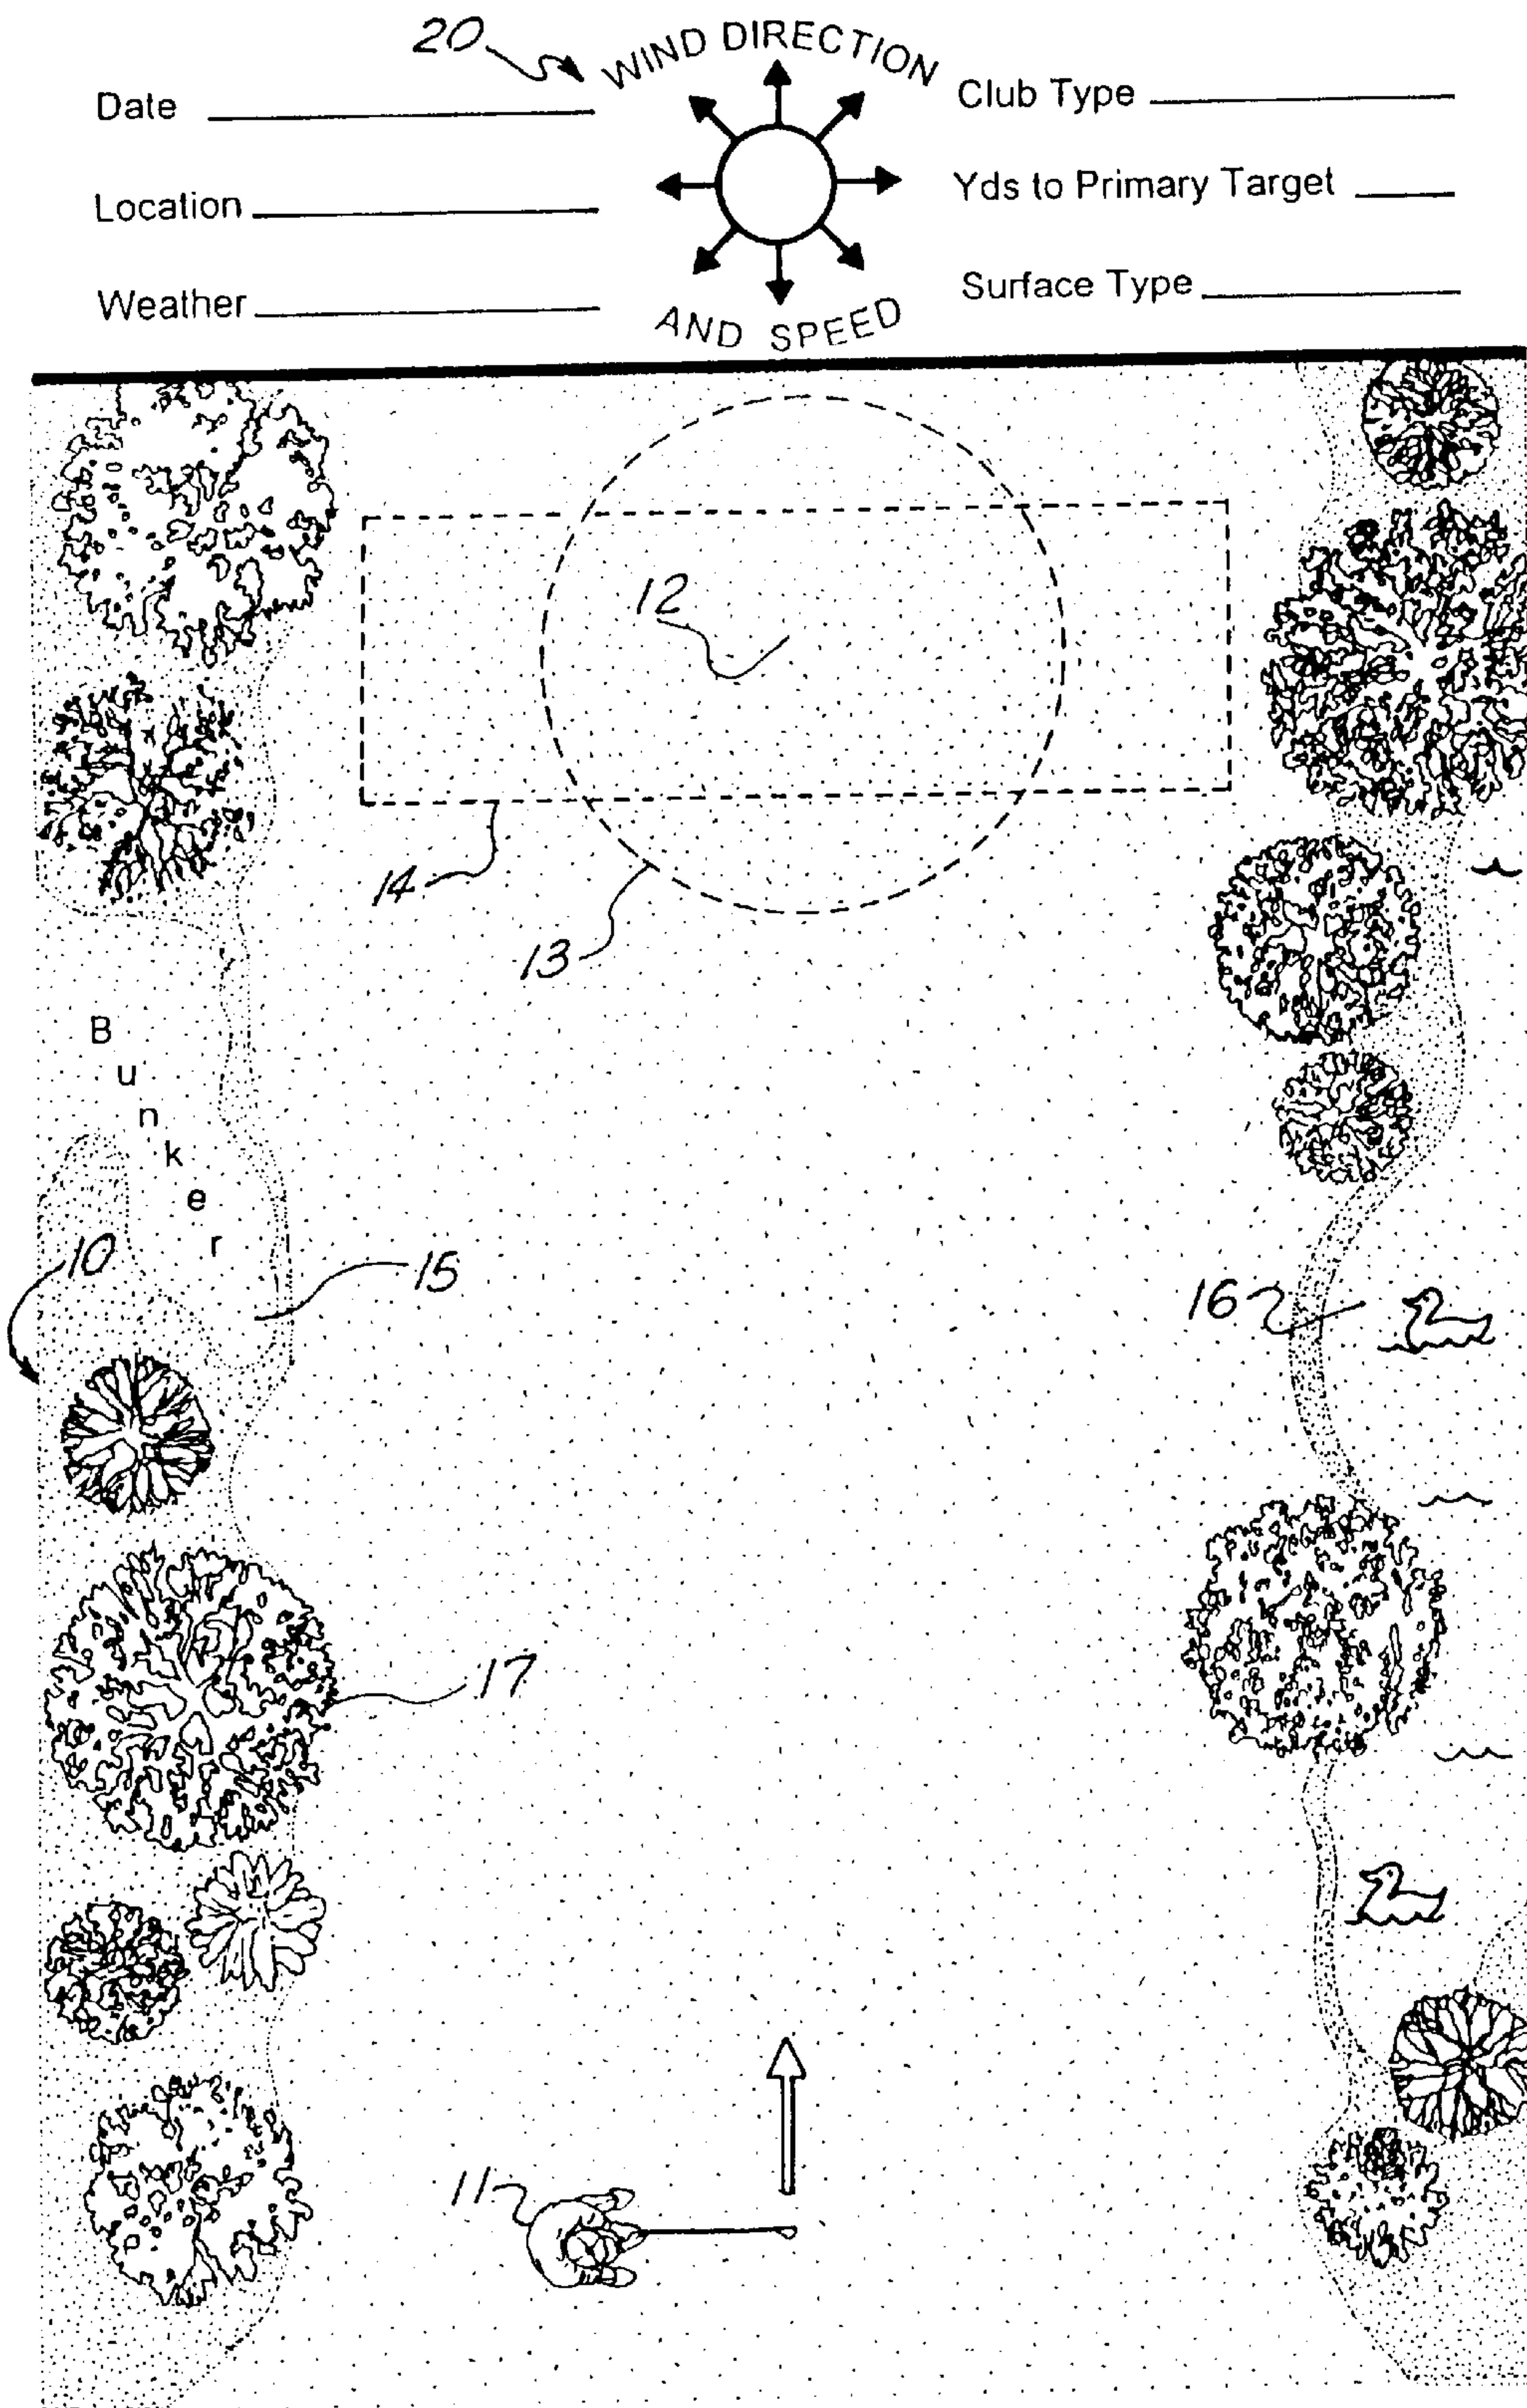 20
WIND DIRECTION
Date
Club Type
Location
Yds to Primary Target
Weather
Surface Type
AND SPEED
12
14
13
Bunker
10
15
16
17
11